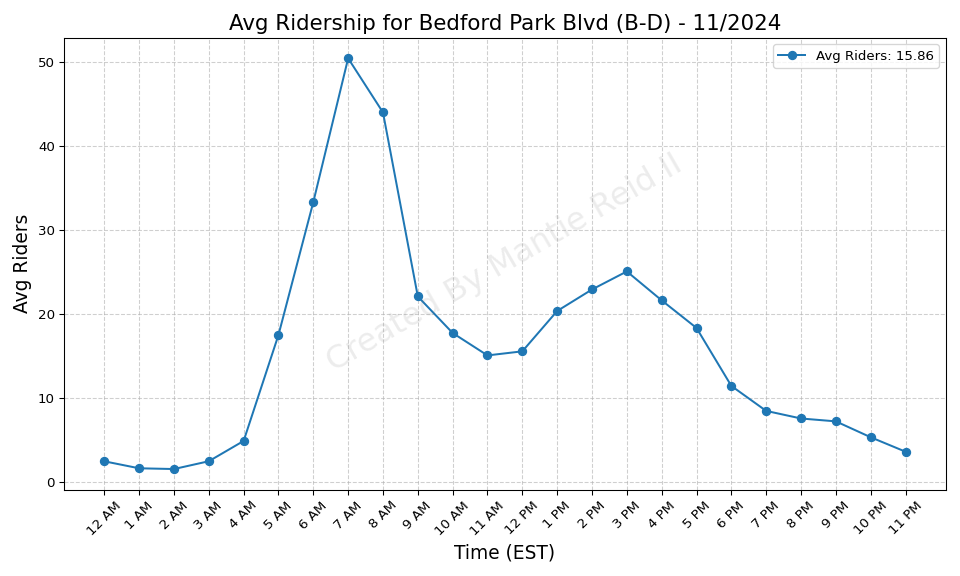 Avg Ridership for Bedford Park Blvd (B-D) - 11/2024
Avg Riders: 15.86
50
40
30
20
10
0
Avg Riders
Created By Mantle Reid II
12 AM
1 AM
2 AM
3 AM
4 AM
5 AM
6 AM
7 AM
8 AM
9 AM
10 AM
11 AM
12 PM
1 PM
2 PM
3 PM
4 PM
5 PM
6 PM
7 PM
8 PM
9 PM
10 PM
11 PM
Time (EST)